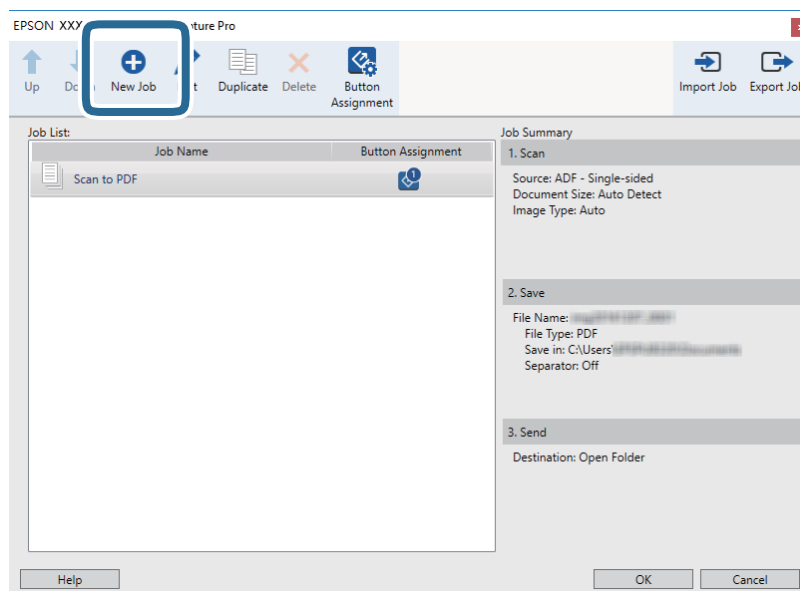 EPSON XXX ture Pro
Up
New Job
Duplicate
Delete
Button
Assignment
Import Job
Export Job
Job List:
Job Name
Button Assignment
Scan to PDF
1
Job Summary
1. Scan
Source: ADF - Single-sided
Document Size: Auto Detect
Image Type: Auto
2. Save
File Name:
File Type: PDF
Save in: C:\Users\
Separator: Off
3. Send
Destination: Open Folder
Help
OK
Cancel